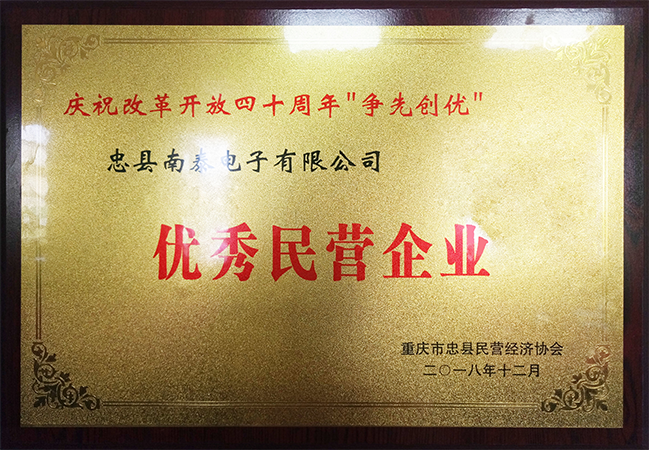 庆祝改革开放四十周年"争先创优"
忠县南泰电子有限公司
优秀民营企业
重庆市忠县民营经济协会
二〇一八年十二月